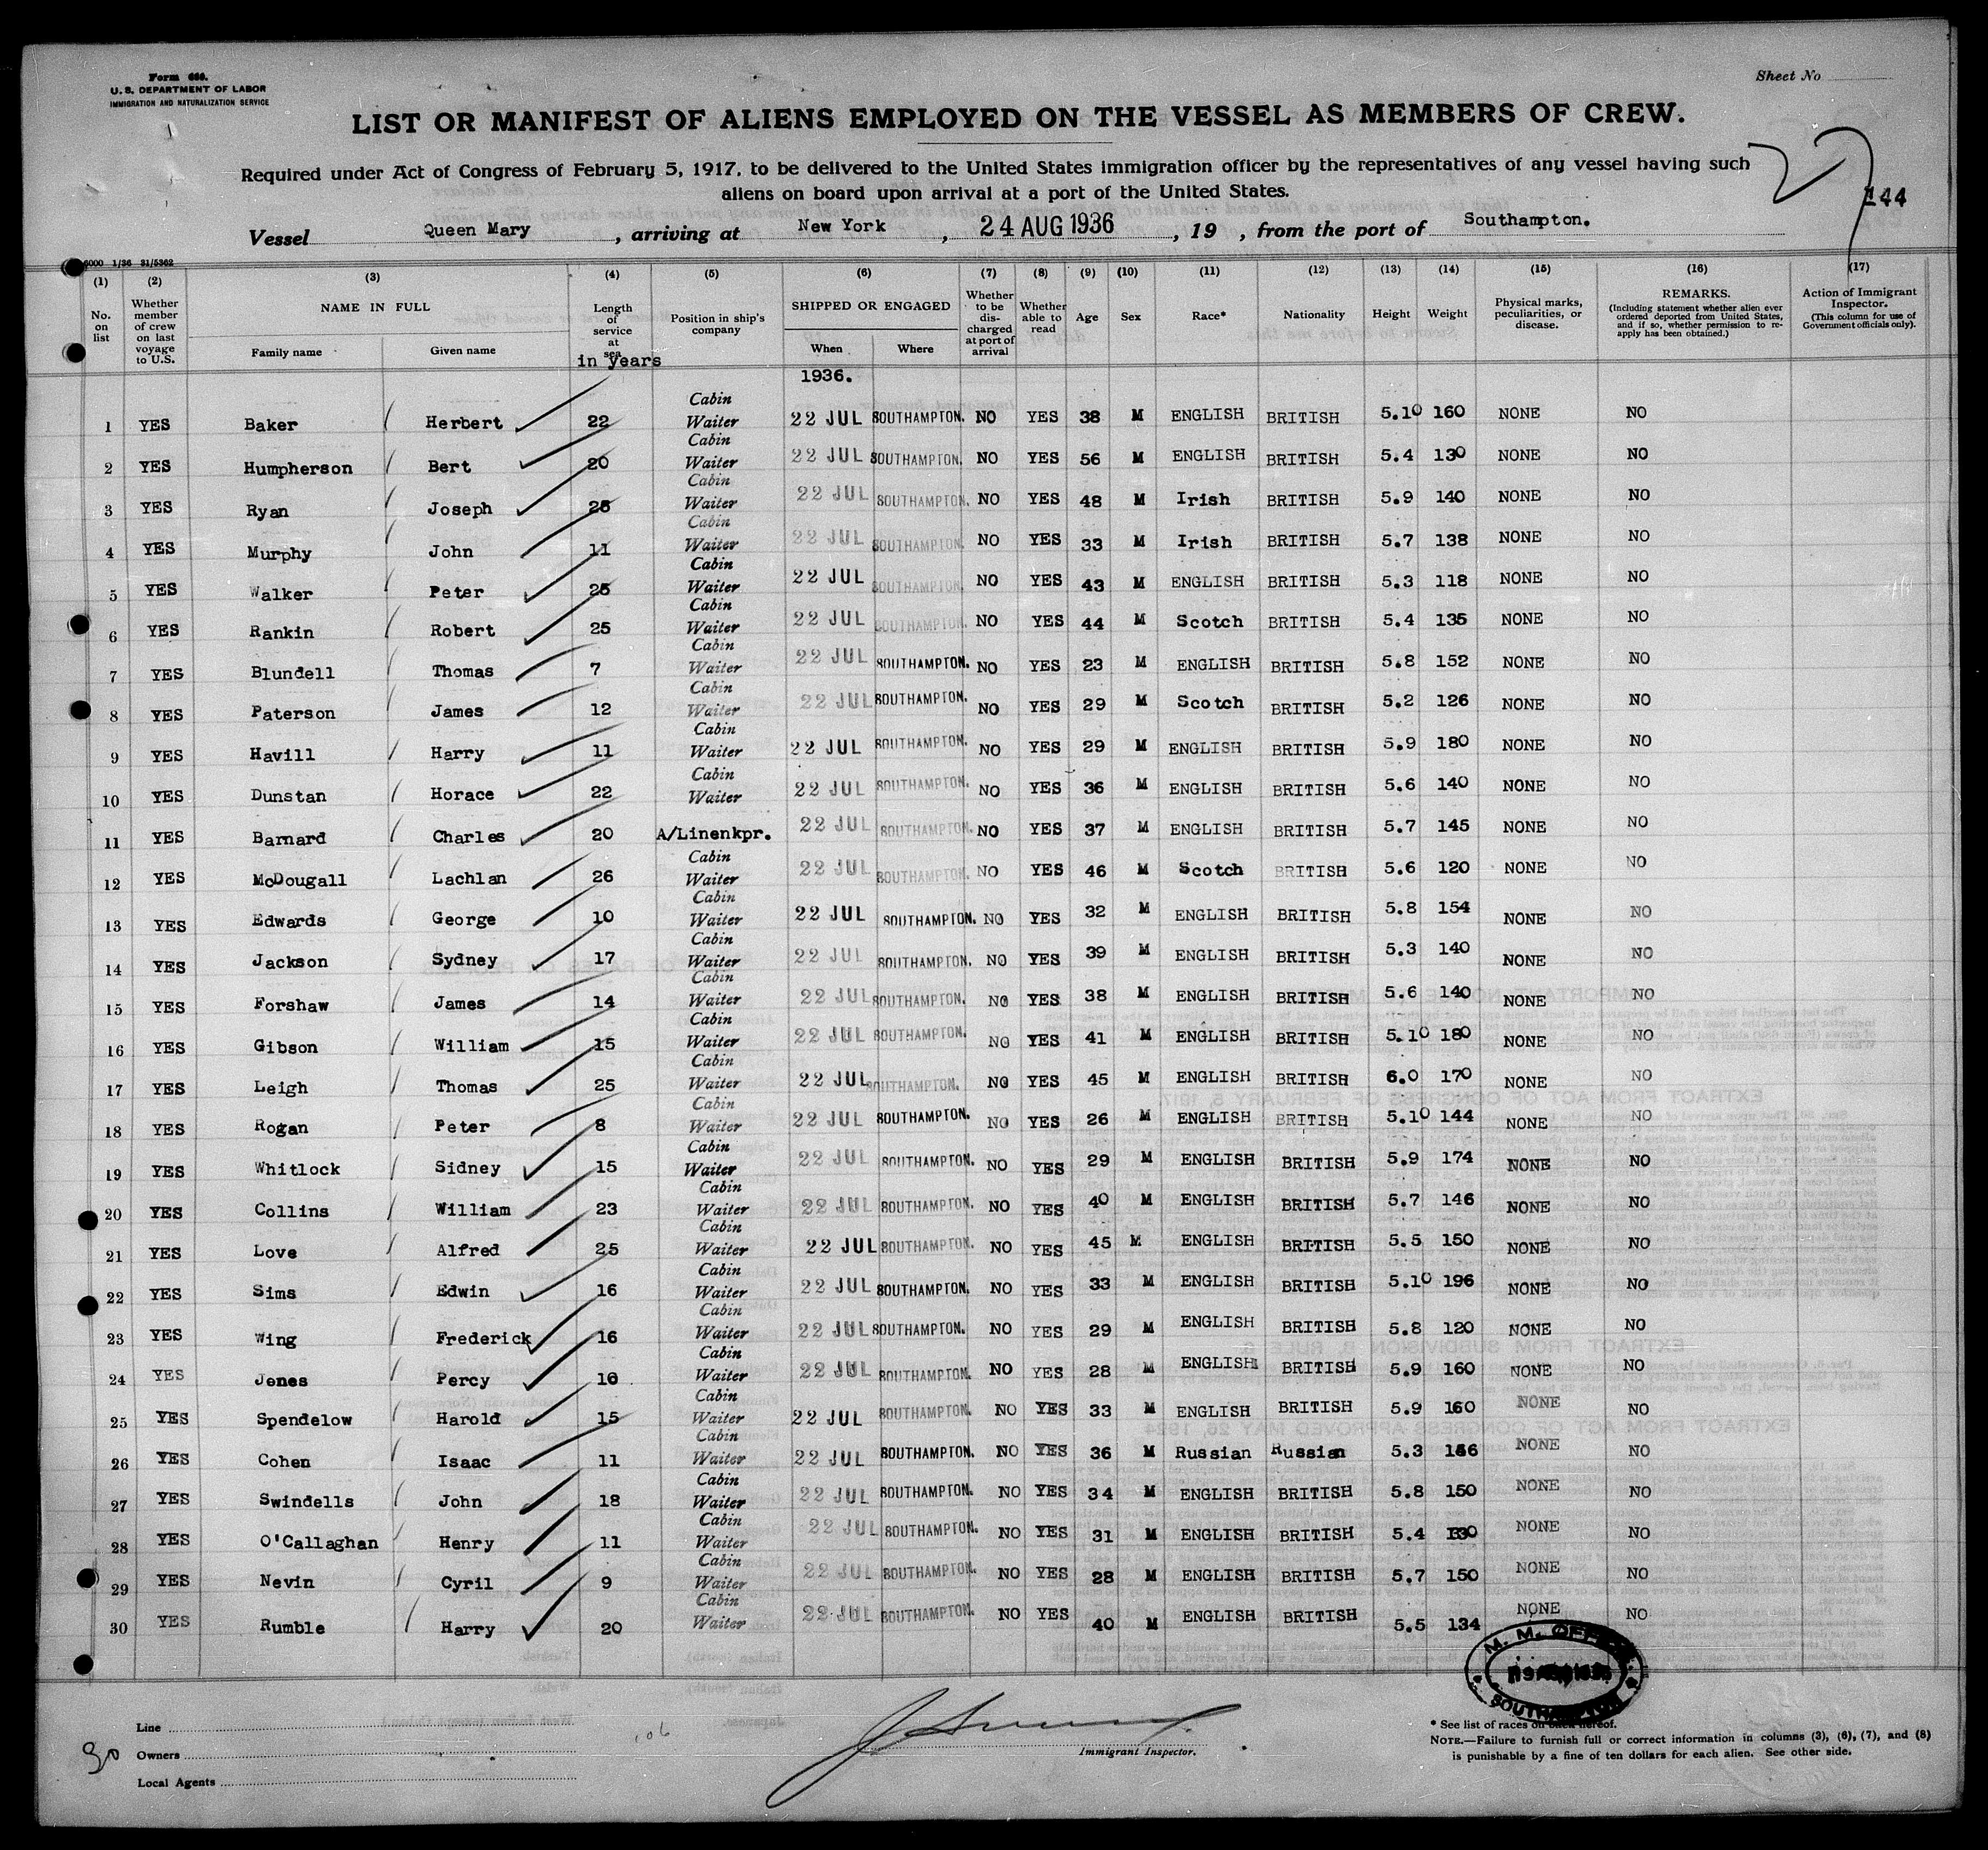 Form 680.
U. S. DEPARTMENT OF LABOR
IMMIGRATION AND NATURALIZATION SERVICE
Sheet No
LIST OR MANIFEST OF ALIENS EMPLOYED ON THE VESSEL AS MEMBERS OF CREW.
Required under Act of Congress of February 5, 1917, to be delivered to the United States immigration officer by the representatives of any vessel having such
aliens on board upon arrival at a port of the United States.
144
Vessel Queen Mary, arriving at New York, 24 AUG 1936, 19 , from the port of Southampton.
6000 1/36 31/5362
(1) (2) (3) (4) (5) (6) (7) (8) (9) (10) (11) (12) (13) (14) (15) (16) (17)
No. on list | Whether member of crew on last voyage to U.S. | NAME IN FULL Family name Given name | Length of service at sea in years | Position in ship's company | SHIPPED OR ENGAGED When Where | Whether to be discharged at port of arrival | Whether able to read | Age | Sex | Race* | Nationality | Height | Weight | Physical marks, peculiarities, or disease. | REMARKS. (Including statement whether alien ever ordered deported from United States, and if so, whether permission to reapply has been obtained.) | Action of Immigrant Inspector. (This column for use of Government officials only).
1936.
1 YES Baker Herbert 22 Cabin Waiter 22 JUL SOUTHAMPTON. NO YES 38 M ENGLISH BRITISH 5.10 160 NONE NO
2 YES Humpherson Bert 20 Cabin Waiter 22 JUL SOUTHAMPTON. NO YES 56 M ENGLISH BRITISH 5.4 130 NONE NO
3 YES Ryan Joseph 25 Cabin Waiter 22 JUL SOUTHAMPTON. NO YES 48 M Irish BRITISH 5.9 140 NONE NO
4 YES Murphy John 11 Cabin Waiter 22 JUL SOUTHAMPTON. NO YES 33 M Irish BRITISH 5.7 138 NONE NO
5 YES Walker Peter 25 Cabin Waiter 22 JUL SOUTHAMPTON. NO YES 43 M ENGLISH BRITISH 5.3 118 NONE NO
6 YES Rankin Robert 25 Cabin Waiter 22 JUL SOUTHAMPTON. NO YES 44 M Scotch BRITISH 5.4 135 NONE NO
7 YES Blundell Thomas 7 Cabin Waiter 22 JUL SOUTHAMPTON. NO YES 23 M ENGLISH BRITISH 5.8 152 NONE NO
8 YES Paterson James 12 Cabin Waiter 22 JUL SOUTHAMPTON. NO YES 29 M Scotch BRITISH 5.2 126 NONE NO
9 YES Havill Harry 11 Cabin Waiter 22 JUL SOUTHAMPTON. NO YES 29 M ENGLISH BRITISH 5.9 180 NONE NO
10 YES Dunstan Horace 22 Cabin Waiter 22 JUL SOUTHAMPTON. NO YES 36 M ENGLISH BRITISH 5.6 140 NONE NO
11 YES Barnard Charles 20 A/Linenkpr. 22 JUL SOUTHAMPTON. NO YES 37 M ENGLISH BRITISH 5.7 145 NONE NO
12 YES McDougall Lachlan 26 Cabin Waiter 22 JUL SOUTHAMPTON. NO YES 46 M Scotch BRITISH 5.6 120 NONE NO
13 YES Edwards George 10 Cabin Waiter 22 JUL SOUTHAMPTON. NO YES 32 M ENGLISH BRITISH 5.8 154 NONE NO
14 YES Jackson Sydney 17 Cabin Waiter 22 JUL SOUTHAMPTON. NO YES 39 M ENGLISH BRITISH 5.3 140 NONE NO
15 YES Forshaw James 14 Cabin Waiter 22 JUL SOUTHAMPTON. NO YES 38 M ENGLISH BRITISH 5.6 140 NONE NO
16 YES Gibson William 15 Cabin Waiter 22 JUL SOUTHAMPTON. NO YES 41 M ENGLISH BRITISH 5.10 180 NONE NO
17 YES Leigh Thomas 25 Cabin Waiter 22 JUL SOUTHAMPTON. NO YES 45 M ENGLISH BRITISH 6.0 170 NONE NO
18 YES Rogan Peter 8 Cabin Waiter 22 JUL SOUTHAMPTON. NO YES 26 M ENGLISH BRITISH 5.10 144 NONE NO
19 YES Whitlock Sidney 15 Cabin Waiter 22 JUL SOUTHAMPTON. NO YES 29 M ENGLISH BRITISH 5.9 174 NONE NO
20 YES Collins William 23 Cabin Waiter 22 JUL SOUTHAMPTON. NO YES 40 M ENGLISH BRITISH 5.7 146 NONE NO
21 YES Love Alfred 25 Cabin Waiter 22 JUL SOUTHAMPTON. NO YES 45 M ENGLISH BRITISH 5.5 150 NONE NO
22 YES Sims Edwin 16 Cabin Waiter 22 JUL SOUTHAMPTON. NO YES 33 M ENGLISH BRITISH 5.10 196 NONE NO
23 YES Wing Frederick 16 Cabin Waiter 22 JUL SOUTHAMPTON. NO YES 29 M ENGLISH BRITISH 5.8 120 NONE NO
24 YES Jenes Percy 10 Cabin Waiter 22 JUL SOUTHAMPTON. NO YES 28 M ENGLISH BRITISH 5.9 160 NONE NO
25 YES Spendelow Harold 15 Cabin Waiter 22 JUL SOUTHAMPTON. NO YES 33 M ENGLISH BRITISH 5.9 160 NONE NO
26 YES Cohen Isaac 11 Cabin Waiter 22 JUL SOUTHAMPTON. NO YES 36 M Russian Russian 5.3 NONE NO
27 YES Swindells John 18 Cabin Waiter 22 JUL SOUTHAMPTON. NO YES 34 M ENGLISH BRITISH 5.8 150 NONE NO
28 YES O'Callaghan Henry 11 Cabin Waiter 22 JUL SOUTHAMPTON. NO YES 31 M ENGLISH BRITISH 5.4 130 NONE NO
29 YES Nevin Cyril 9 Cabin Waiter 22 JUL SOUTHAMPTON. NO YES 28 M ENGLISH BRITISH 5.7 150 NONE NO
30 YES Rumble Harry 20 Cabin Waiter 22 JUL SOUTHAMPTON. NO YES 40 M ENGLISH BRITISH 5.5 134 NONE NO
M. M. OFFICE
SOUTHAMPTON
Line
Owners
Local Agents
30
Immigrant Inspector.
* See list of races on back hereof.
NOTE.—Failure to furnish full or correct information in columns (3), (6), (7), and (8)
is punishable by a fine of ten dollars for each alien. See other side.